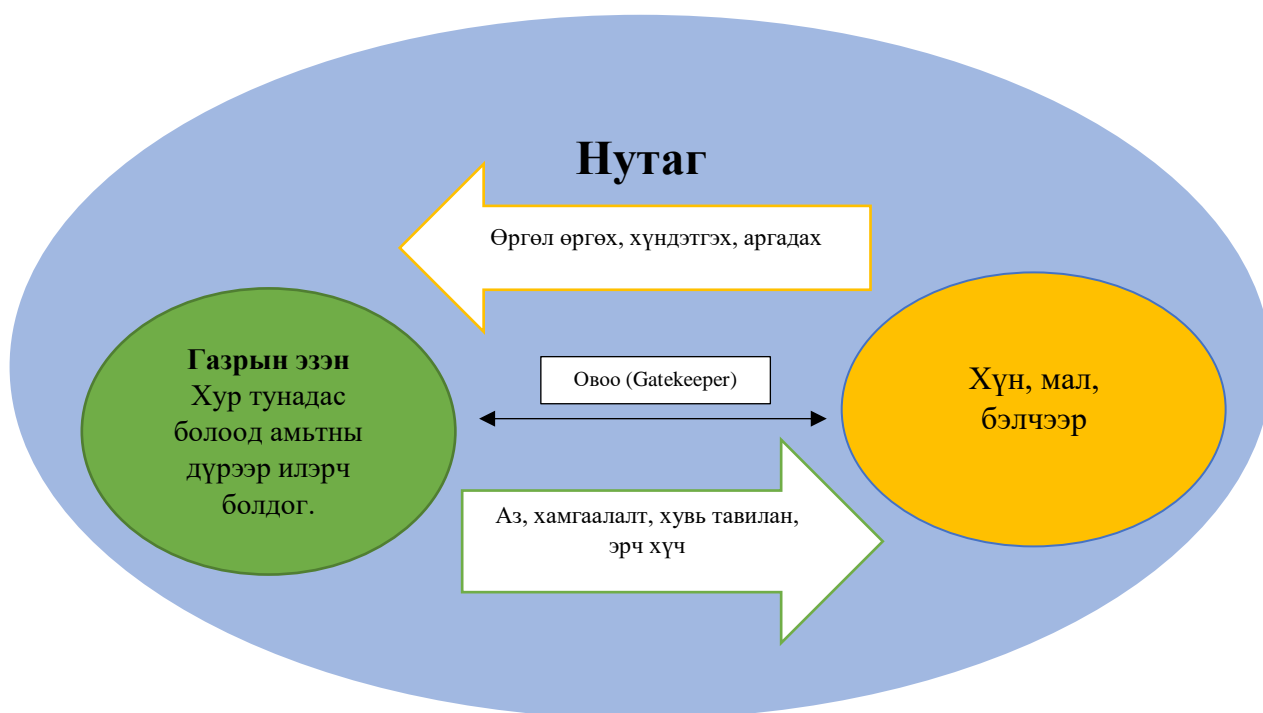 Нутаг
Өргөл өргөх, хүндэтгэх, аргадах
Газрын эзэн
Хур тунадас
болоод амьтны
дүрээр илэрч
болдог.
Овоо (Gatekeeper)
Хүн, мал,
бэлчээр
Аз, хамгаалалт, хувь тавилан,
эрч хүч